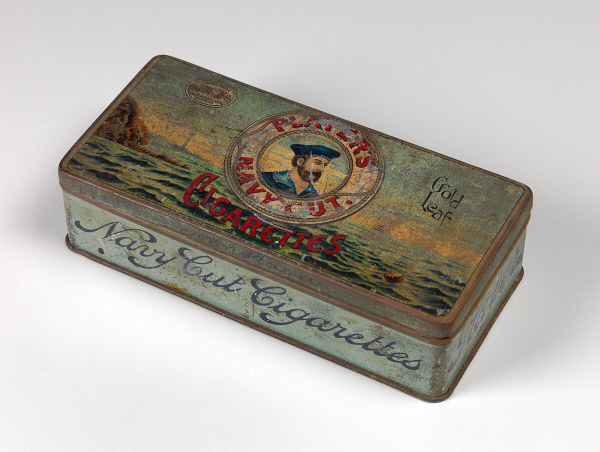 PLAYER'S
NAVY CUT.
CIGARETTES
Gold
Leaf
Navy Cut Cigarettes